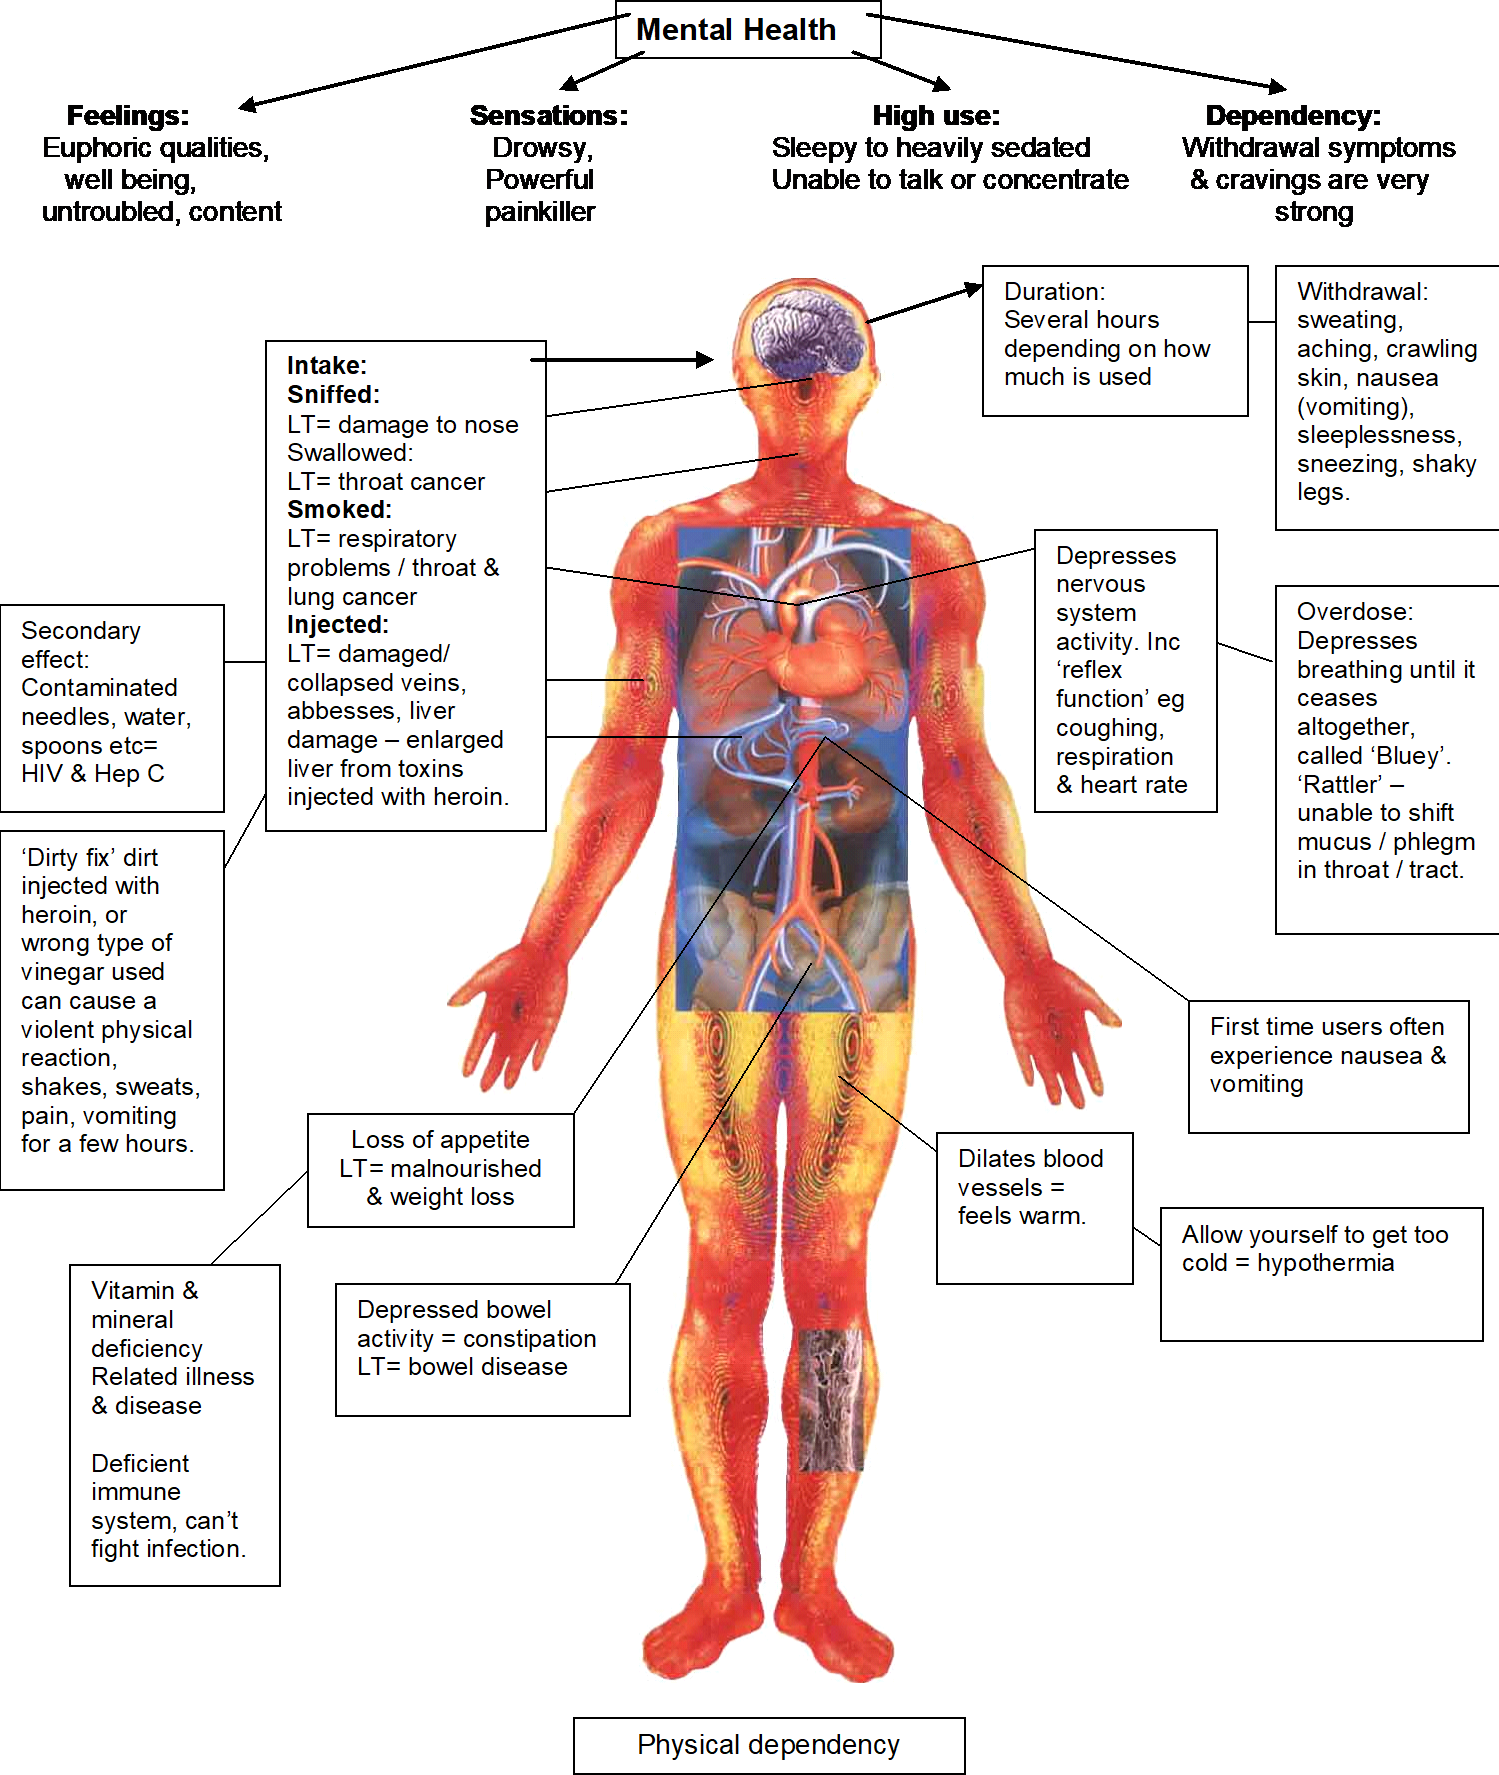 Mental Health
Feelings:
Euphoric qualities,
well being,
untroubled, content
Sensations:
Drowsy,
Powerful
painkiller
High use:
Sleepy to heavily sedated
Unable to talk or concentrate
Dependency:
Withdrawal symptoms
& cravings are very
strong
Duration:
Several hours
depending on how
much is used
Withdrawal:
sweating,
aching, crawling
skin, nausea
(vomiting),
sleeplessness,
sneezing, shaky
legs.
Intake:
Sniffed:
LT= damage to nose
Swallowed:
LT= throat cancer
Smoked:
LT= respiratory
problems / throat &
lung cancer
Injected:
LT= damaged/
collapsed veins,
abbesses, liver
damage – enlarged
liver from toxins
injected with heroin.
Depresses
nervous
system
activity. Inc
‘reflex
function’ eg
coughing,
respiration
& heart rate
Overdose:
Depresses
breathing until it
ceases
altogether,
called ‘Bluey’.
‘Rattler’ –
unable to shift
mucus / phlegm
in throat / tract.
Secondary
effect:
Contaminated
needles, water,
spoons etc=
HIV & Hep C
‘Dirty fix’ dirt
injected with
heroin, or
wrong type of
vinegar used
can cause a
violent physical
reaction,
shakes, sweats,
pain, vomiting
for a few hours.
First time users often
experience nausea &
vomiting
Loss of appetite
LT= malnourished
& weight loss
Dilates blood
vessels =
feels warm.
Allow yourself to get too
cold = hypothermia
Vitamin &
mineral
deficiency
Related illness
& disease
Deficient
immune
system, can’t
fight infection.
Depressed bowel
activity = constipation
LT= bowel disease
Physical dependency